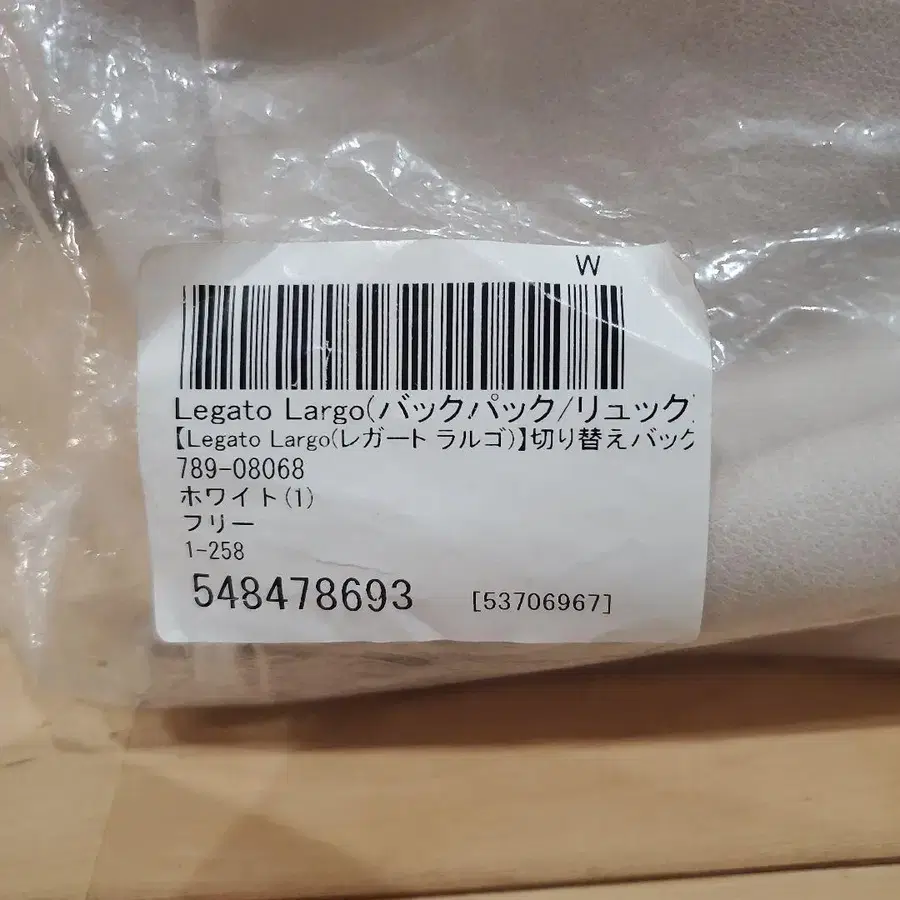 W
Legato Largo(バックパック/リュック)
【Legato Largo(レガート ラルゴ)】切り替えバック
789-08068
ホワイト(1)
フリー
1-258
548478693 [53706967]